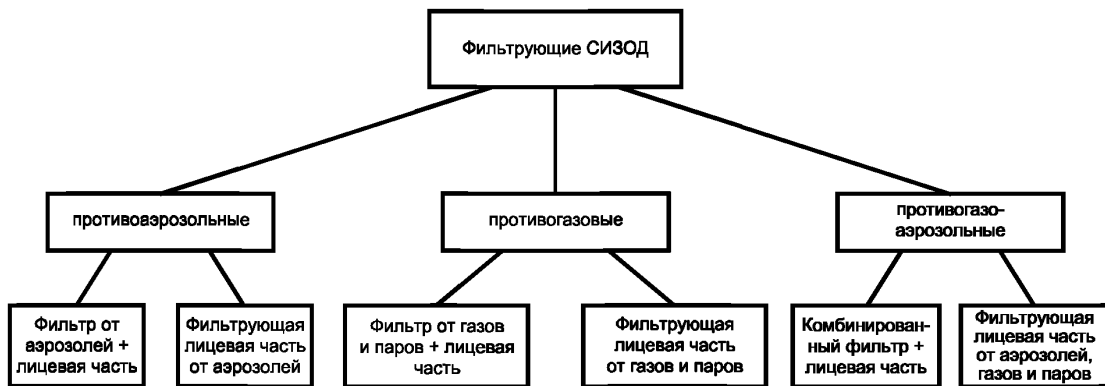 Фильтрующие СИЗОД
противоаэрозольные
противогазовые
противогазо-
аэрозольные
Фильтр от
аэрозолей +
лицевая часть
Фильтрующая
лицевая часть
от аэрозолей
Фильтр от газов
и паров + лицевая
часть
Фильтрующая
лицевая часть
от газов и паров
Комбинирован-
ный фильтр +
лицевая часть
Фильтрующая
лицевая часть
от аэрозолей,
газов и паров